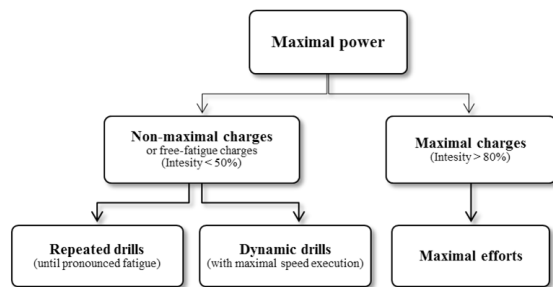 Maximal power
Non-maximal charges
or free-fatigue charges
(Intesity < 50%)
Maximal charges
(Intesity > 80%)
Repeated drills
(until pronounced fatigue)
Dynamic drills
(with maximal speed execution)
Maximal efforts